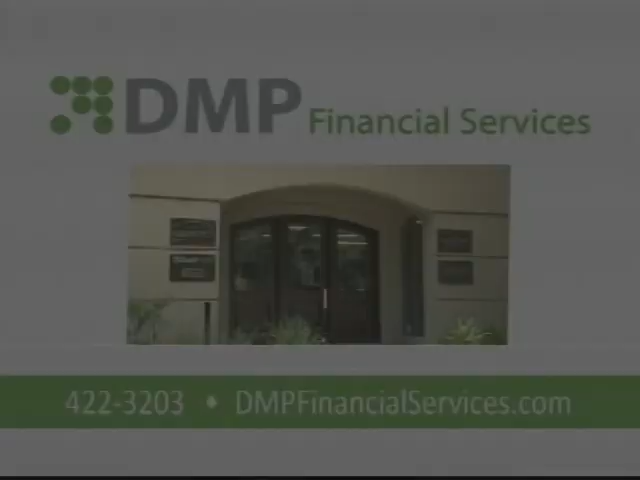 DMP Financial Services
422-3203 • DMPFinancialServices.com